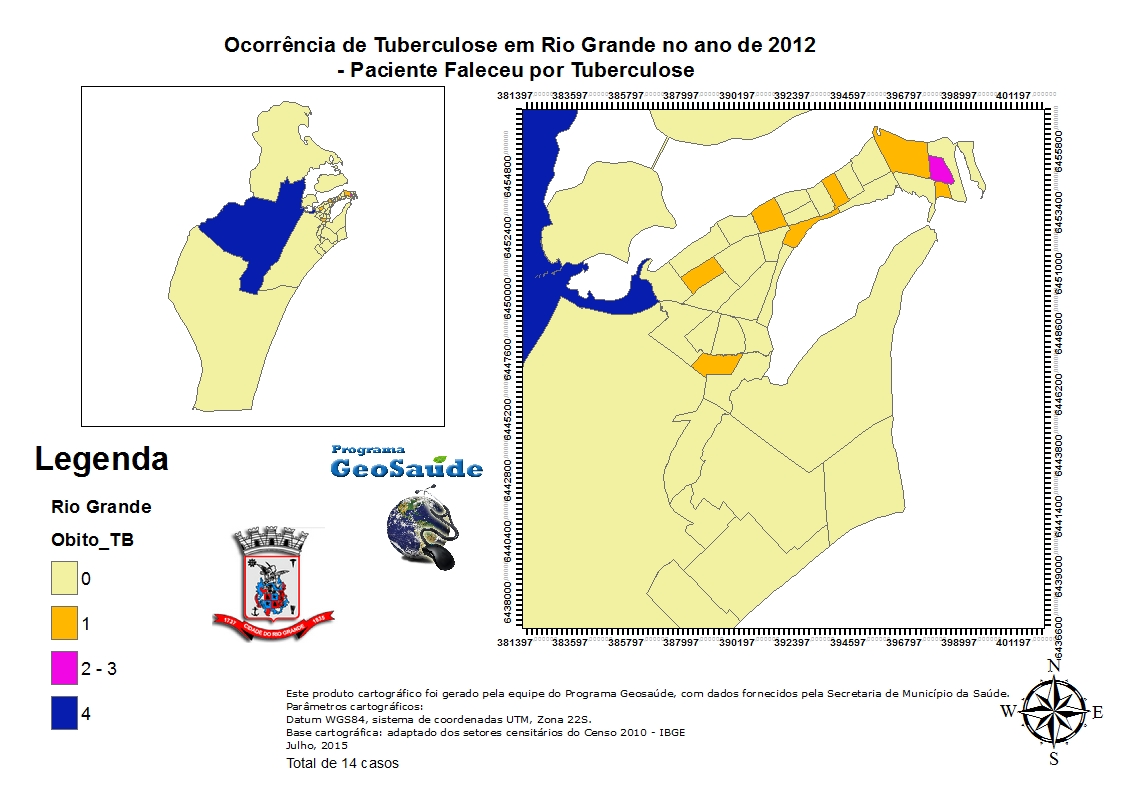 Ocorrência de Tuberculose em Rio Grande no ano de 2012
- Paciente Faleceu por Tuberculose
381397 383597 385797 387997 390197 392397 394597 396797 398997 401197
6454800
6452400
6450000
6447600
6445200
6442800
6440400
6438000
6455800
6453400
6451000
6448600
6446200
6443800
6441400
6439000
6436600
381397 383597 385797 387997 390197 392397 394597 396797 398997 401197
Legenda
Rio Grande
Obito_TB
0
1
2 - 3
4
Programa
GeoSaúde
1737 CIDADE DO RIO GRANDE 1835
Este produto cartográfico foi gerado pela equipe do Programa Geosaúde, com dados fornecidos pela Secretaria de Município da Saúde.
Parâmetros cartográficos:
Datum WGS84, sistema de coordenadas UTM, Zona 22S.
Base cartográfica: adaptado dos setores censitários do Censo 2010 - IBGE
Julho, 2015
Total de 14 casos
N
W E
S